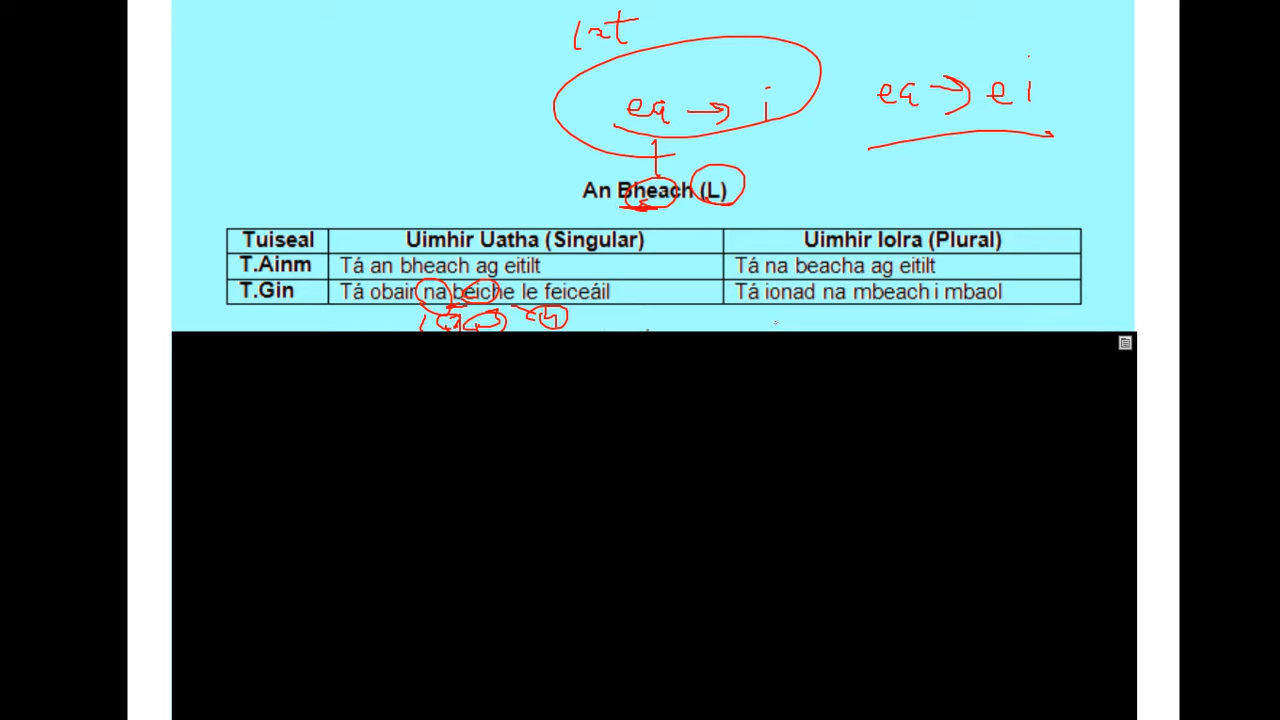 1st
ea → i
ea → ei
An Bheach (L)
Tuiseal Uimhir Uatha (Singular) Uimhir Iolra (Plural)
T.Ainm Tá an bheach ag eitilt Tá na beacha ag eitilt
T.Gin Tá obair na beiche le feiceáil Tá ionad na mbeach i mbaol